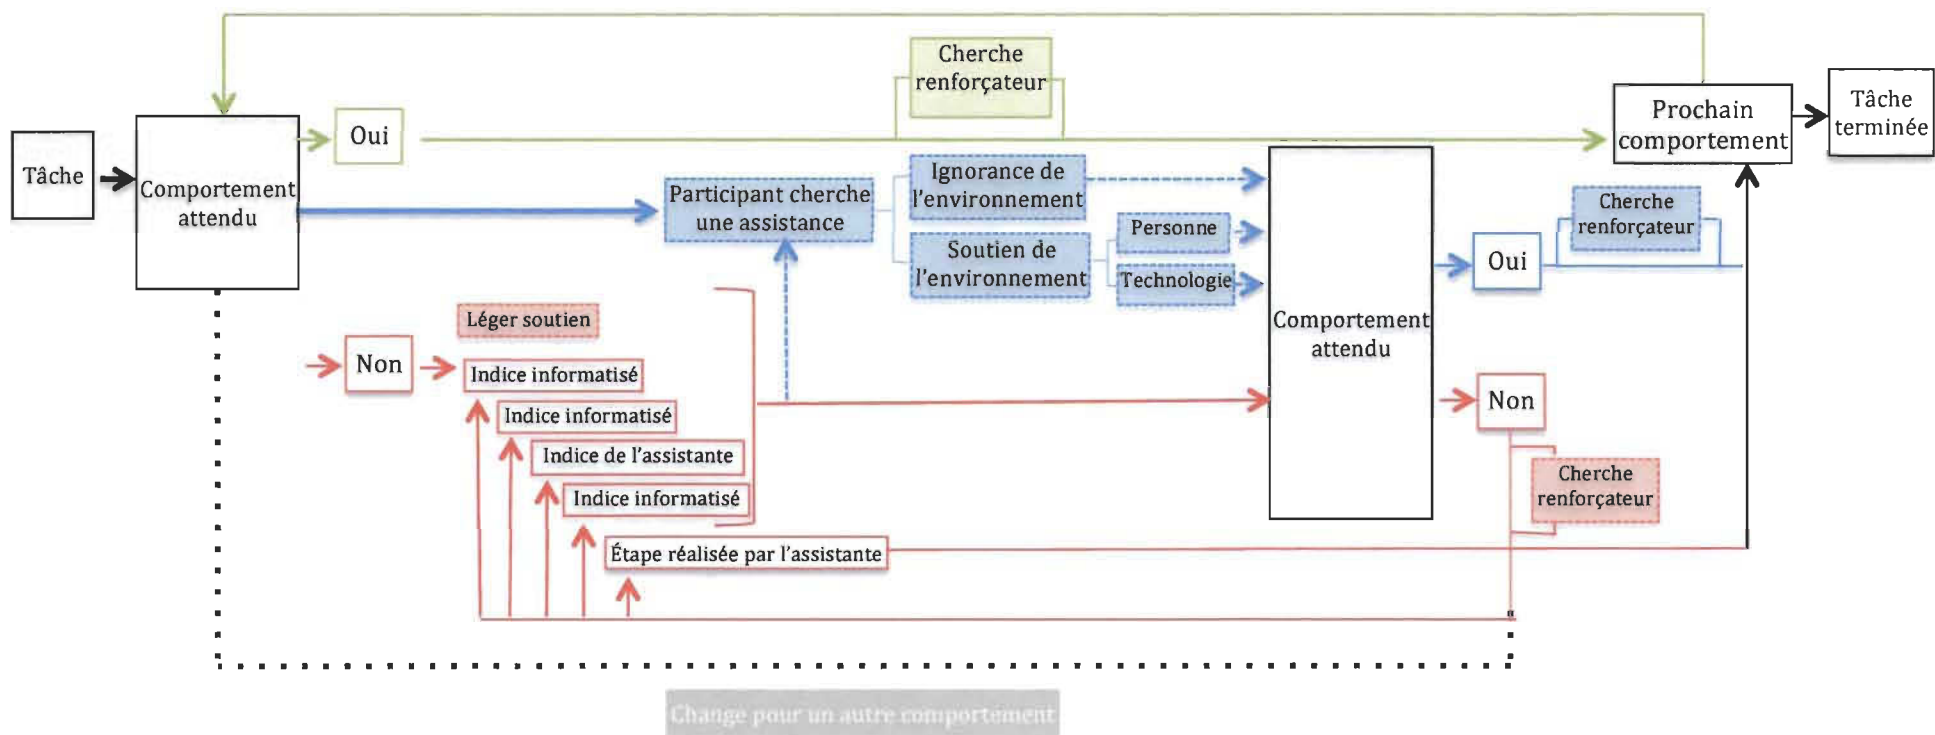 Cherche
renforçateur
Prochain
comportement
Tâche
terminée
Oui
Tâche
Comportement
attendu
Participant cherche
une assistance
Ignorance de
l'environnement
Soutien de
l'environnement
Personne
Technologie
Comportement
attendu
Oui
Cherche
renforçateur
Léger soutien
Non
Indice informatisé
Indice informatisé
Indice de l'assistante
Indice informatisé
Étape réalisée par l'assistante
Non
Cherche
renforçateur
Change pour un autre comportement